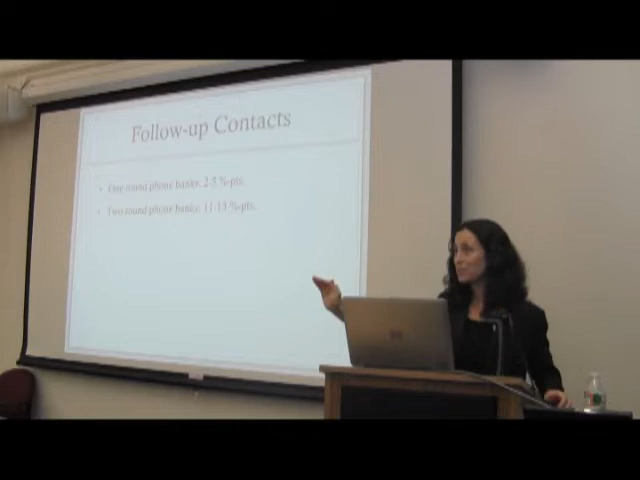 Follow-up Contacts
• One round phone banks: 2-5 %-pts.
• Two round phone banks: 11-13 %-pts.